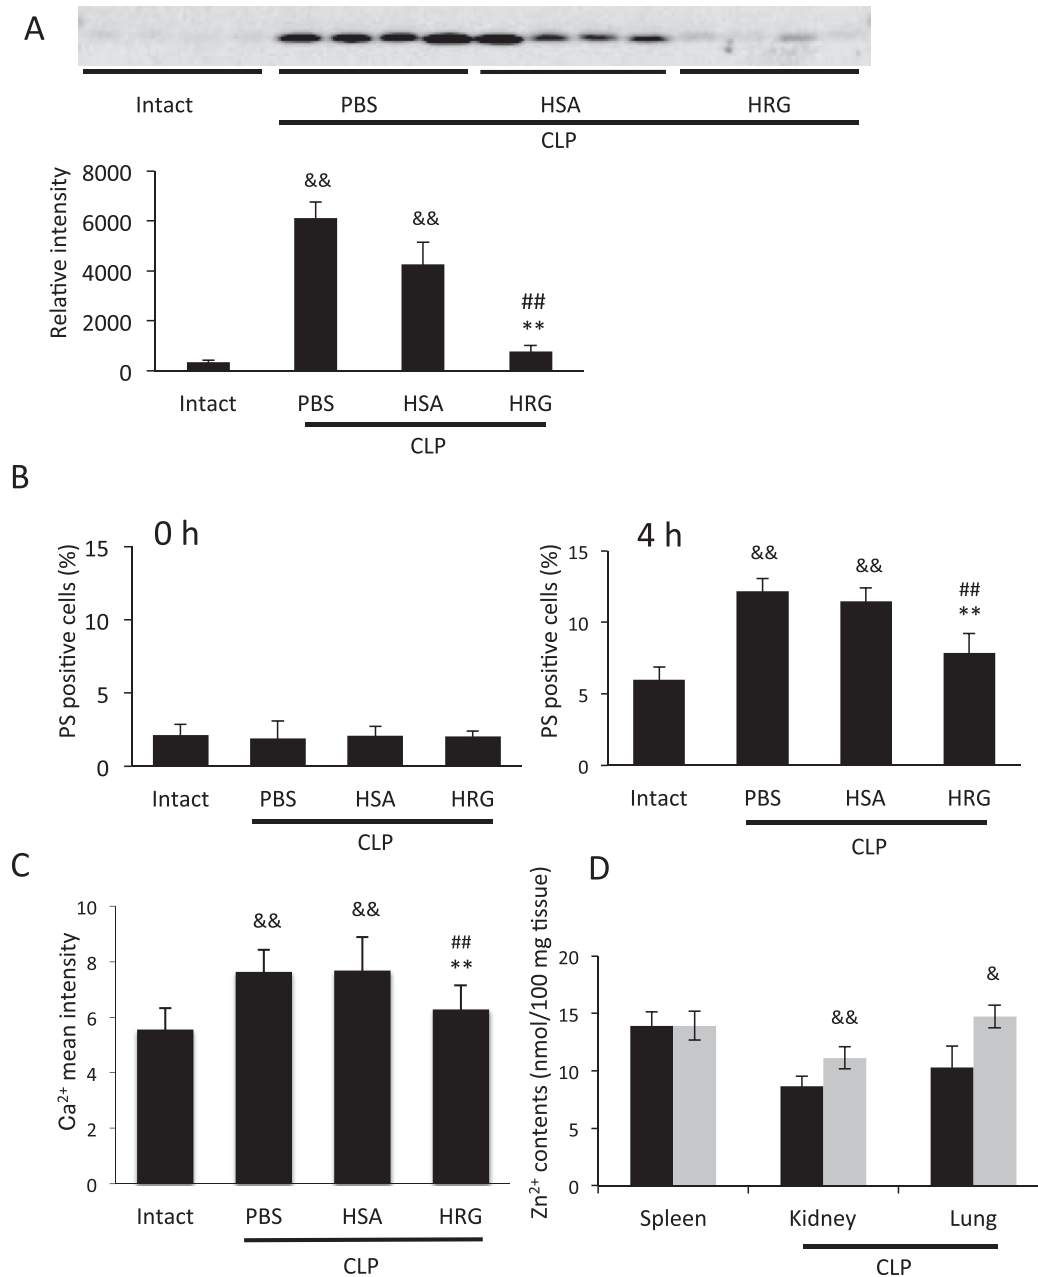 A
Intact PBS HSA HRG
CLP
Relative intensity
8000
6000
4000
2000
0
&&
&&
##
**
Intact PBS HSA HRG
CLP
B
0 h
PS positive cells (%)
15
10
5
0
Intact PBS HSA HRG
CLP
4 h
PS positive cells (%)
15
10
5
0
&&
&&
##
**
Intact PBS HSA HRG
CLP
C
Ca²⁺ mean intensity
10
8
6
4
2
0
&&
&&
##
**
Intact PBS HSA HRG
CLP
D
Zn²⁺ contents (nmol/100 mg tissue)
20
15
10
5
0
&&
&
Spleen Kidney Lung
CLP